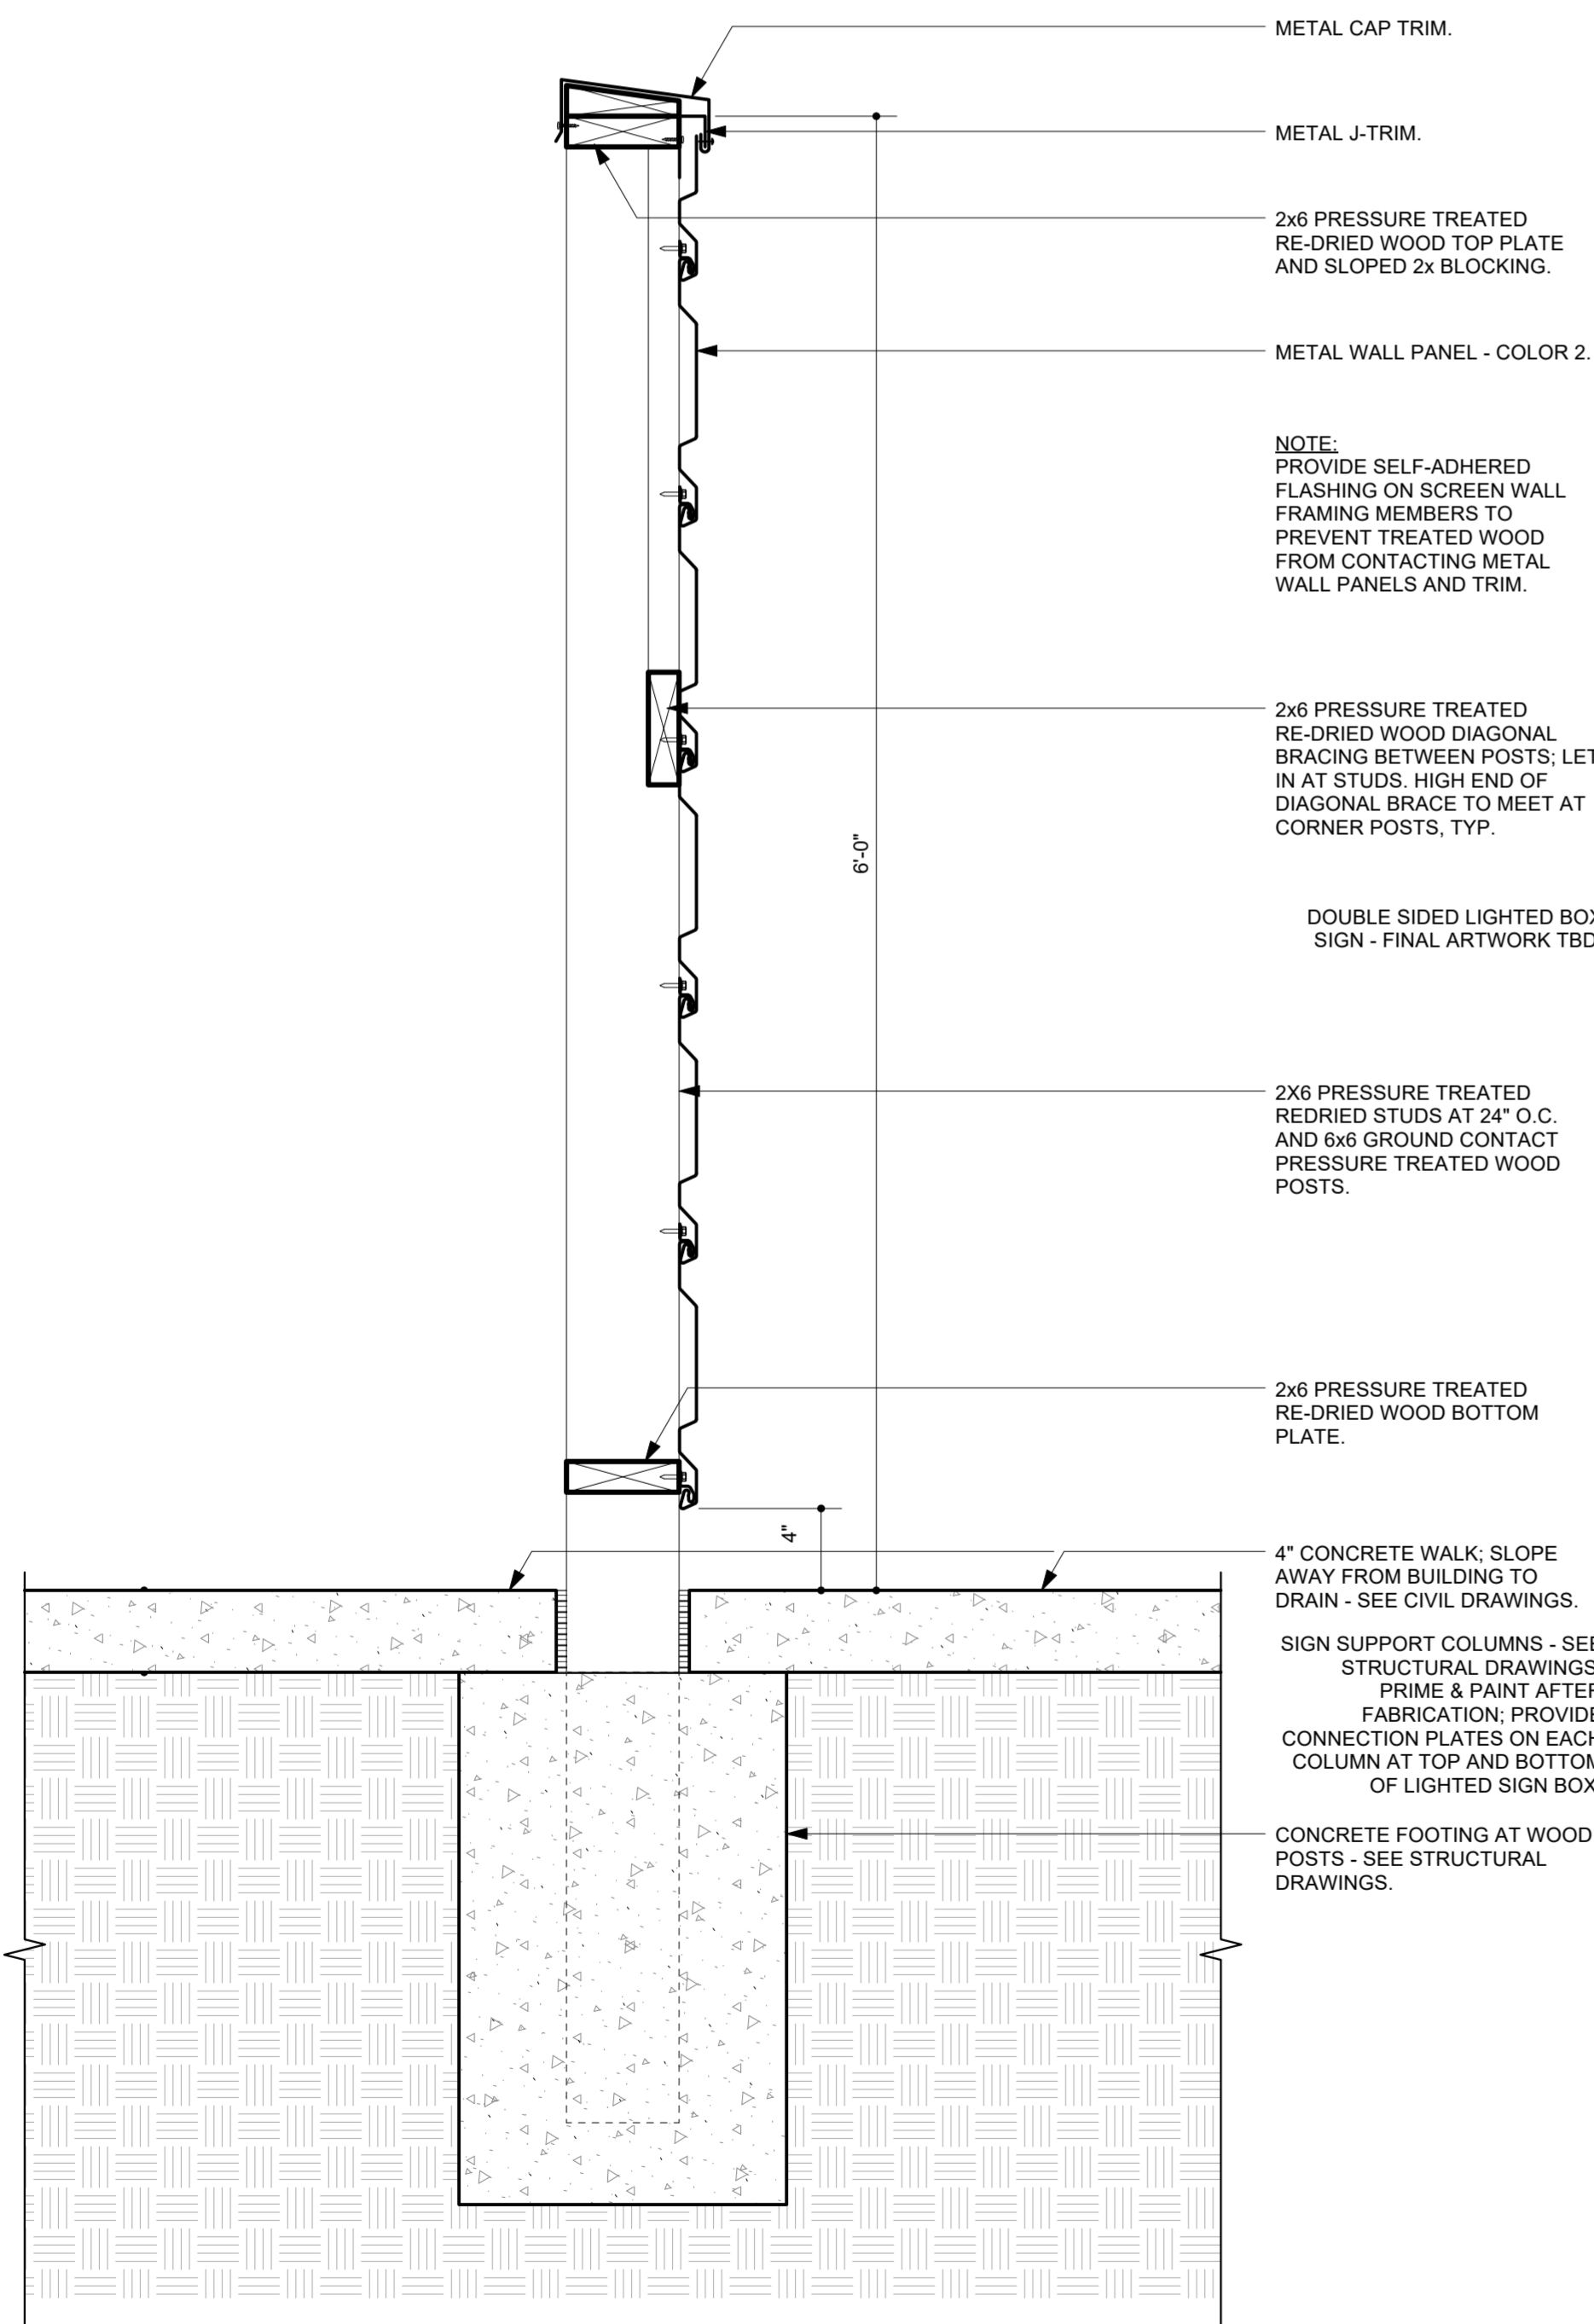 METAL CAP TRIM.
METAL J-TRIM.
2x6 PRESSURE TREATED
RE-DRIED WOOD TOP PLATE
AND SLOPED 2x BLOCKING.
METAL WALL PANEL - COLOR 2.
NOTE:
PROVIDE SELF-ADHERED
FLASHING ON SCREEN WALL
FRAMING MEMBERS TO
PREVENT TREATED WOOD
FROM CONTACTING METAL
WALL PANELS AND TRIM.
2x6 PRESSURE TREATED
RE-DRIED WOOD DIAGONAL
BRACING BETWEEN POSTS; LET
IN AT STUDS. HIGH END OF
DIAGONAL BRACE TO MEET AT
CORNER POSTS, TYP.
6'-0"
DOUBLE SIDED LIGHTED BOX
SIGN - FINAL ARTWORK TBD
2X6 PRESSURE TREATED
REDRIED STUDS AT 24" O.C.
AND 6x6 GROUND CONTACT
PRESSURE TREATED WOOD
POSTS.
2x6 PRESSURE TREATED
RE-DRIED WOOD BOTTOM
PLATE.
4"
4" CONCRETE WALK; SLOPE
AWAY FROM BUILDING TO
DRAIN - SEE CIVIL DRAWINGS.
SIGN SUPPORT COLUMNS - SEE
STRUCTURAL DRAWINGS
PRIME & PAINT AFTER
FABRICATION; PROVIDE
CONNECTION PLATES ON EACH
COLUMN AT TOP AND BOTTOM
OF LIGHTED SIGN BOX
CONCRETE FOOTING AT WOOD
POSTS - SEE STRUCTURAL
DRAWINGS.